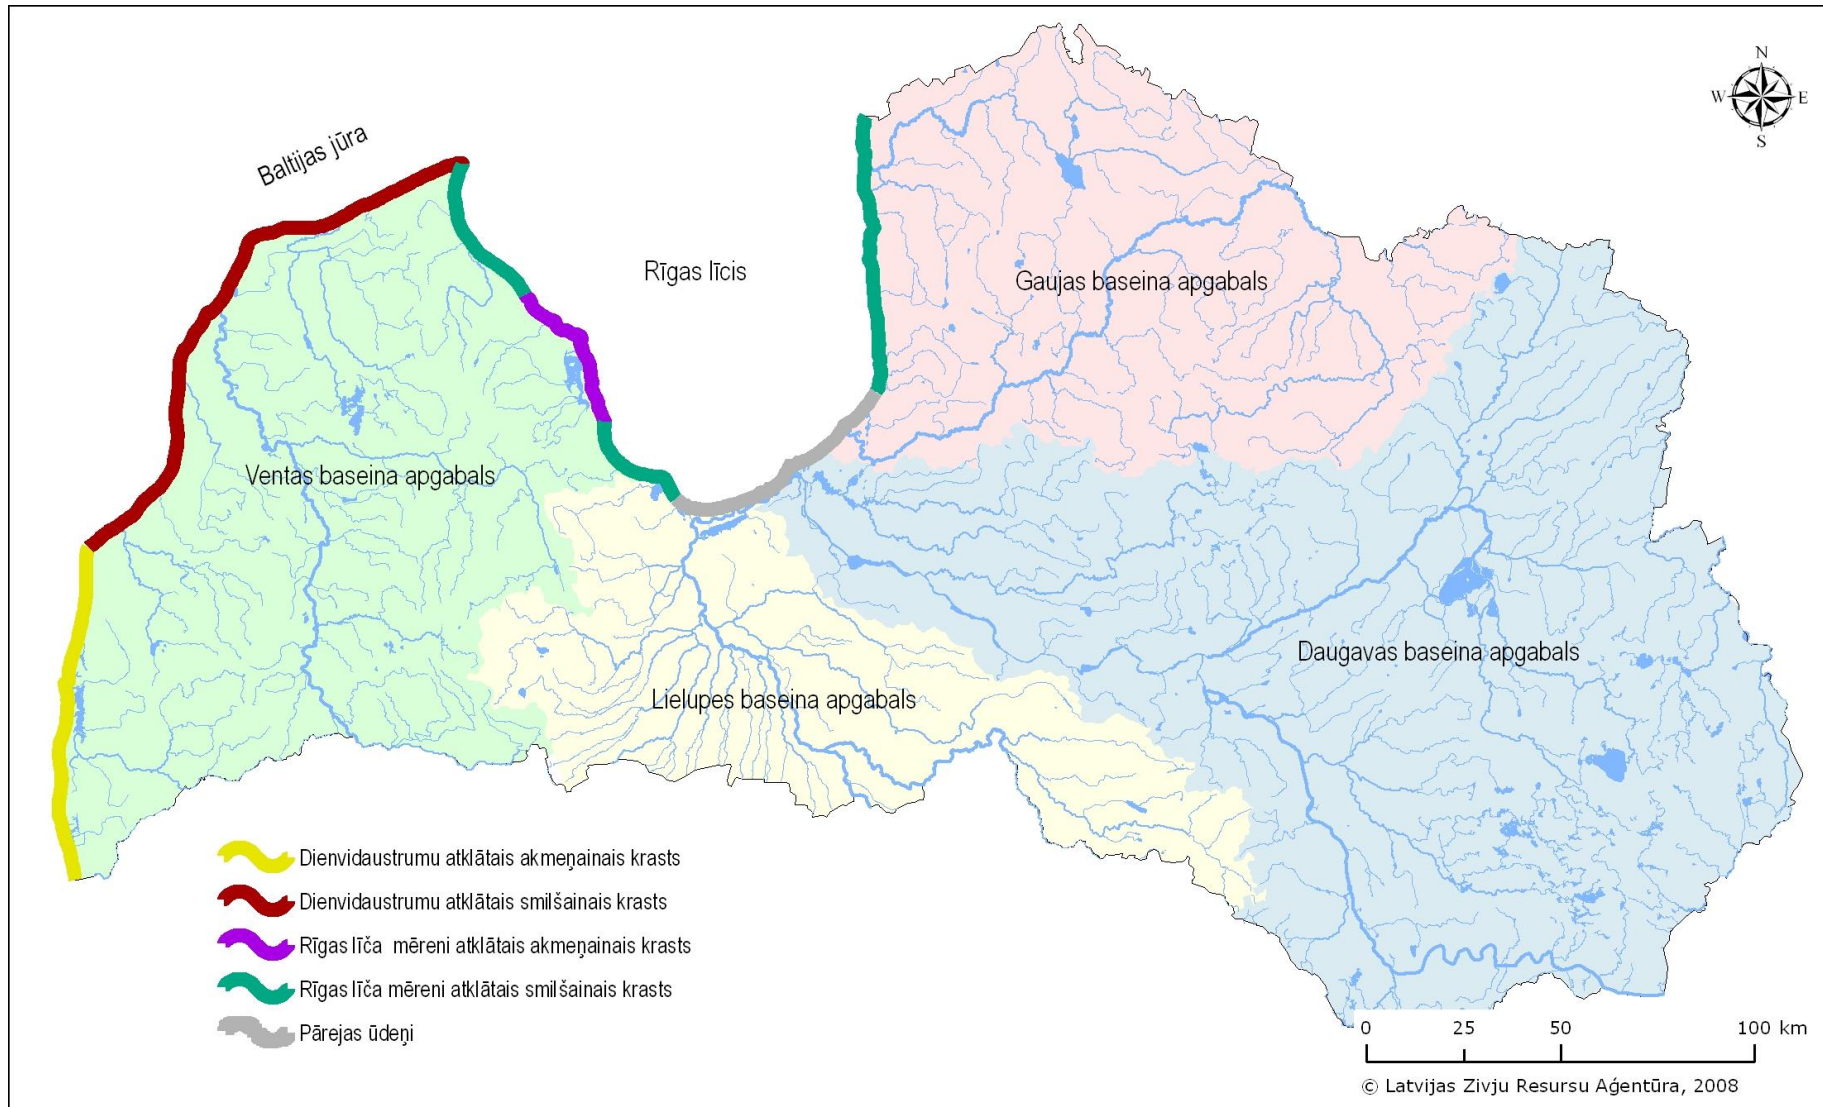 N
W E
S
Baltijas jūra
Rīgas līcis
Gaujas baseina apgabals
Ventas baseina apgabals
Daugavas baseina apgabals
Lielupes baseina apgabals
Dienvidaustrumu atklātais akmeņainais krasts
Dienvidaustrumu atklātais smilšainais krasts
Rīgas līča mēreni atklātais akmeņainais krasts
Rīgas līča mēreni atklātais smilšainais krasts
Pārejas ūdeņi
0 25 50 100 km
© Latvijas Zivju Resursu Aģentūra, 2008